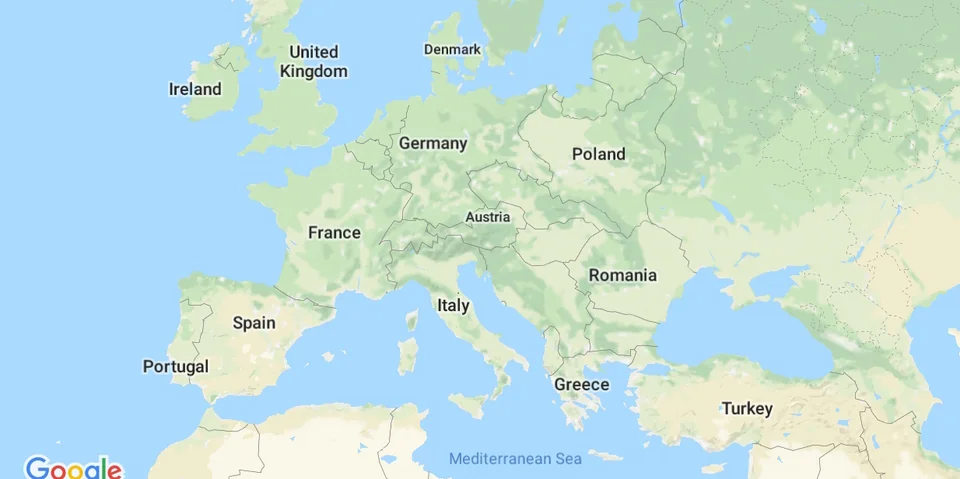 United
Kingdom
Denmark
Ireland
Germany
Poland
Austria
France
Romania
Italy
Spain
Portugal
Greece
Turkey
Mediterranean Sea
Google